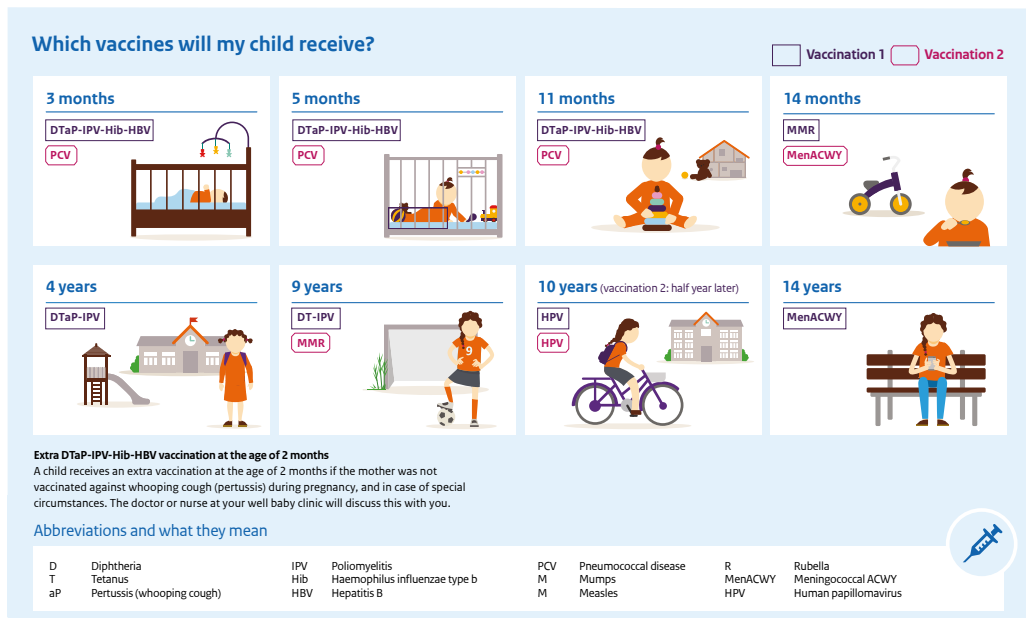 Which vaccines will my child receive?
Vaccination 1 Vaccination 2
3 months
DTaP-IPV-Hib-HBV
PCV
5 months
DTaP-IPV-Hib-HBV
PCV
11 months
DTaP-IPV-Hib-HBV
PCV
14 months
MMR
MenACWY
4 years
DTaP-IPV
9 years
DT-IPV
MMR
9
10 years (vaccination 2: half year later)
HPV
HPV
14 years
MenACWY
Extra DTaP-IPV-Hib-HBV vaccination at the age of 2 months
A child receives an extra vaccination at the age of 2 months if the mother was not
vaccinated against whooping cough (pertussis) during pregnancy, and in case of special
circumstances. The doctor or nurse at your well baby clinic will discuss this with you.
Abbreviations and what they mean
D Diphtheria
T Tetanus
aP Pertussis (whooping cough)
IPV Poliomyelitis
Hib Haemophilus influenzae type b
HBV Hepatitis B
PCV Pneumococcal disease
M Mumps
M Measles
R Rubella
MenACWY Meningococcal ACWY
HPV Human papillomavirus